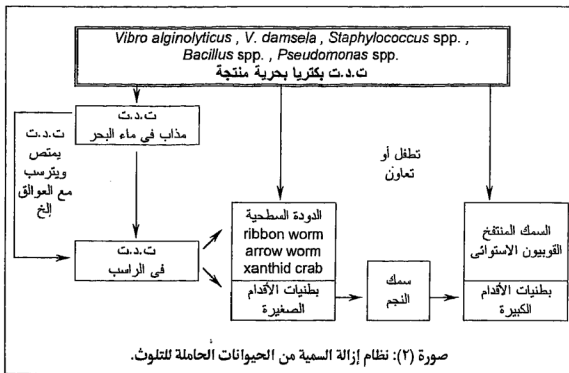 Vibro alginolyticus , V. damsela , Staphylococcus spp. ,
Bacillus spp. , Pseudomonas spp.
ت.د.ت بكتريا بحرية منتجة
ت.د.ت
مذاب فى ماء البحر
ت.د.ت
يمتص
ويترسب
مع العوالق
إلخ
تطفل أو
تعاون
ت.د.ت
فى الراسب
الدودة السطحية
ribbon worm
arrow worm
xanthid crab
بطنيات الأقدام
الصغيرة
سمك
النجم
السمك المنتفخ
القوبيون الاستوائى
بطنيات الأقدام
الكبيرة
صورة (٢): نظام إزالة السمية من الحيوانات الحاملة للتلوث.